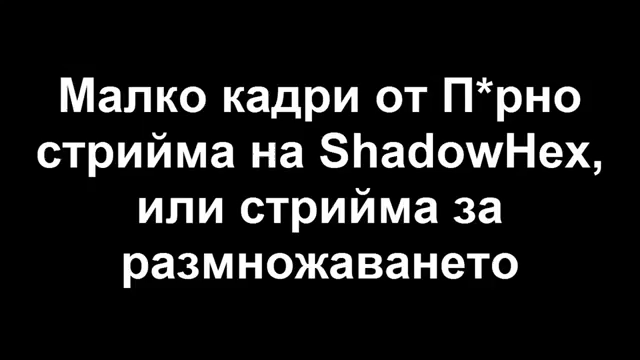 Малко кадри от П*рно
стрийма на ShadowHex,
или стрийма за
размножаването